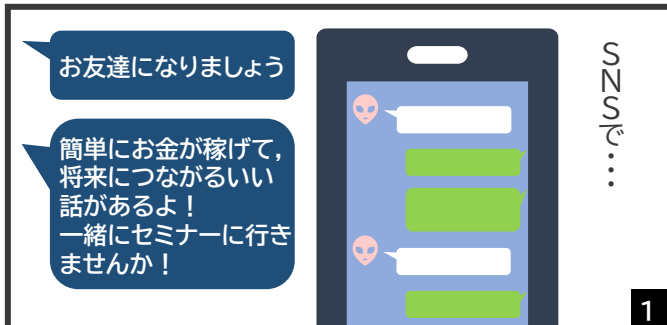 SNSで・・・
お友達になりましょう
簡単にお金が稼げて,
将来につながるいい
話があるよ！
一緒にセミナーに行き
ませんか！
1